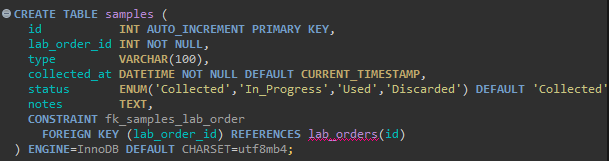 CREATE TABLE samples (
id INT AUTO_INCREMENT PRIMARY KEY,
lab_order_id INT NOT NULL,
type VARCHAR(100),
collected_at DATETIME NOT NULL DEFAULT CURRENT_TIMESTAMP,
status ENUM('Collected','In_Progress','Used','Discarded') DEFAULT 'Collected'
notes TEXT,
CONSTRAINT fk_samples_lab_order
FOREIGN KEY (lab_order_id) REFERENCES lab_orders(id)
) ENGINE=InnoDB DEFAULT CHARSET=utf8mb4;